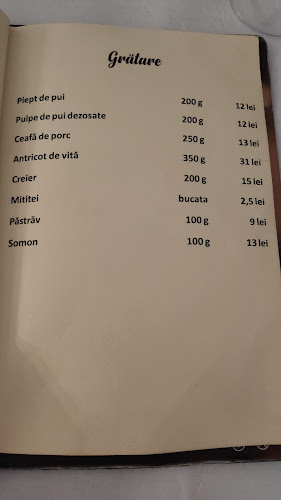 Grătare
Piept de pui 200 g 12 lei
Pulpe de pui dezosate 200 g 12 lei
Ceafă de porc 250 g 13 lei
Antricot de vită 350 g 31 lei
Creier 200 g 15 lei
Mititei bucata 2,5 lei
Păstrăv 100 g 9 lei
Somon 100 g 13 lei